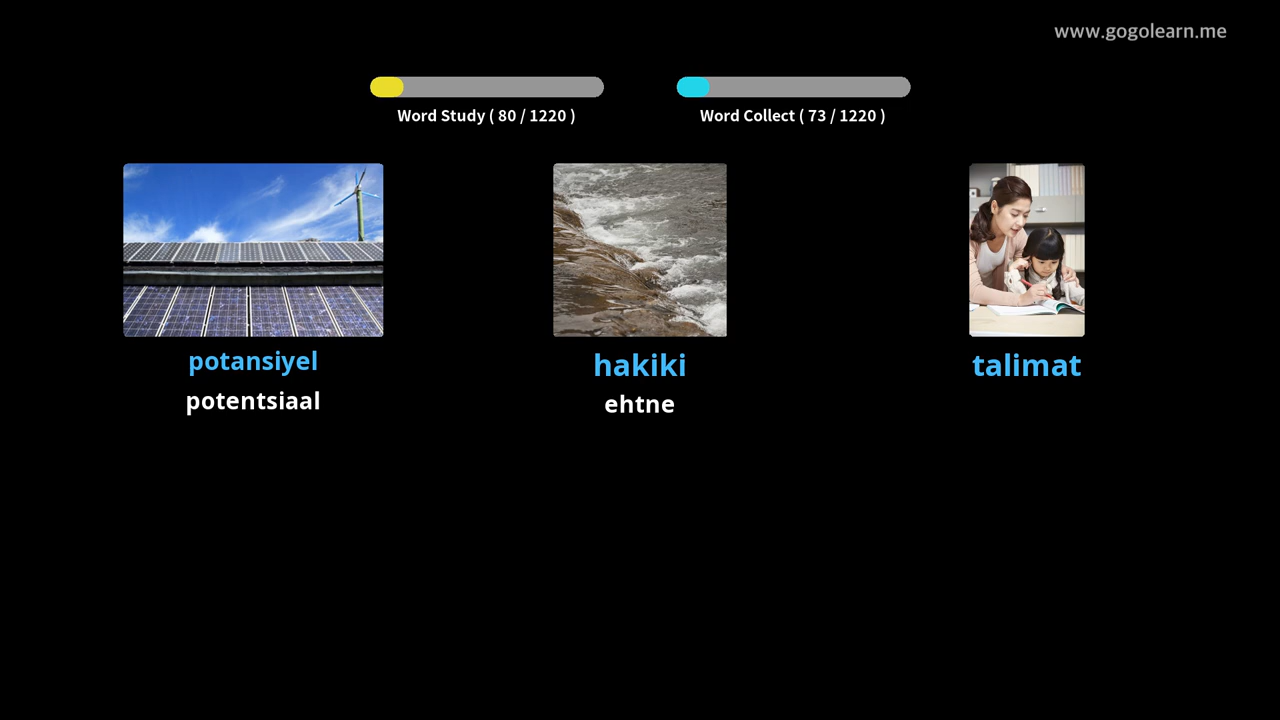 www.gogolearn.me
Word Study ( 80 / 1220 )
Word Collect ( 73 / 1220 )
potansiyel
potentsiaal
hakiki
ehtne
talimat